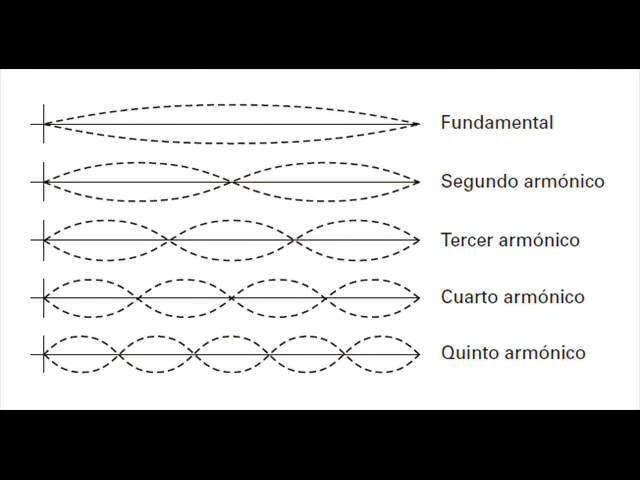 Fundamental
Segundo armónico
Tercer armónico
Cuarto armónico
Quinto armónico